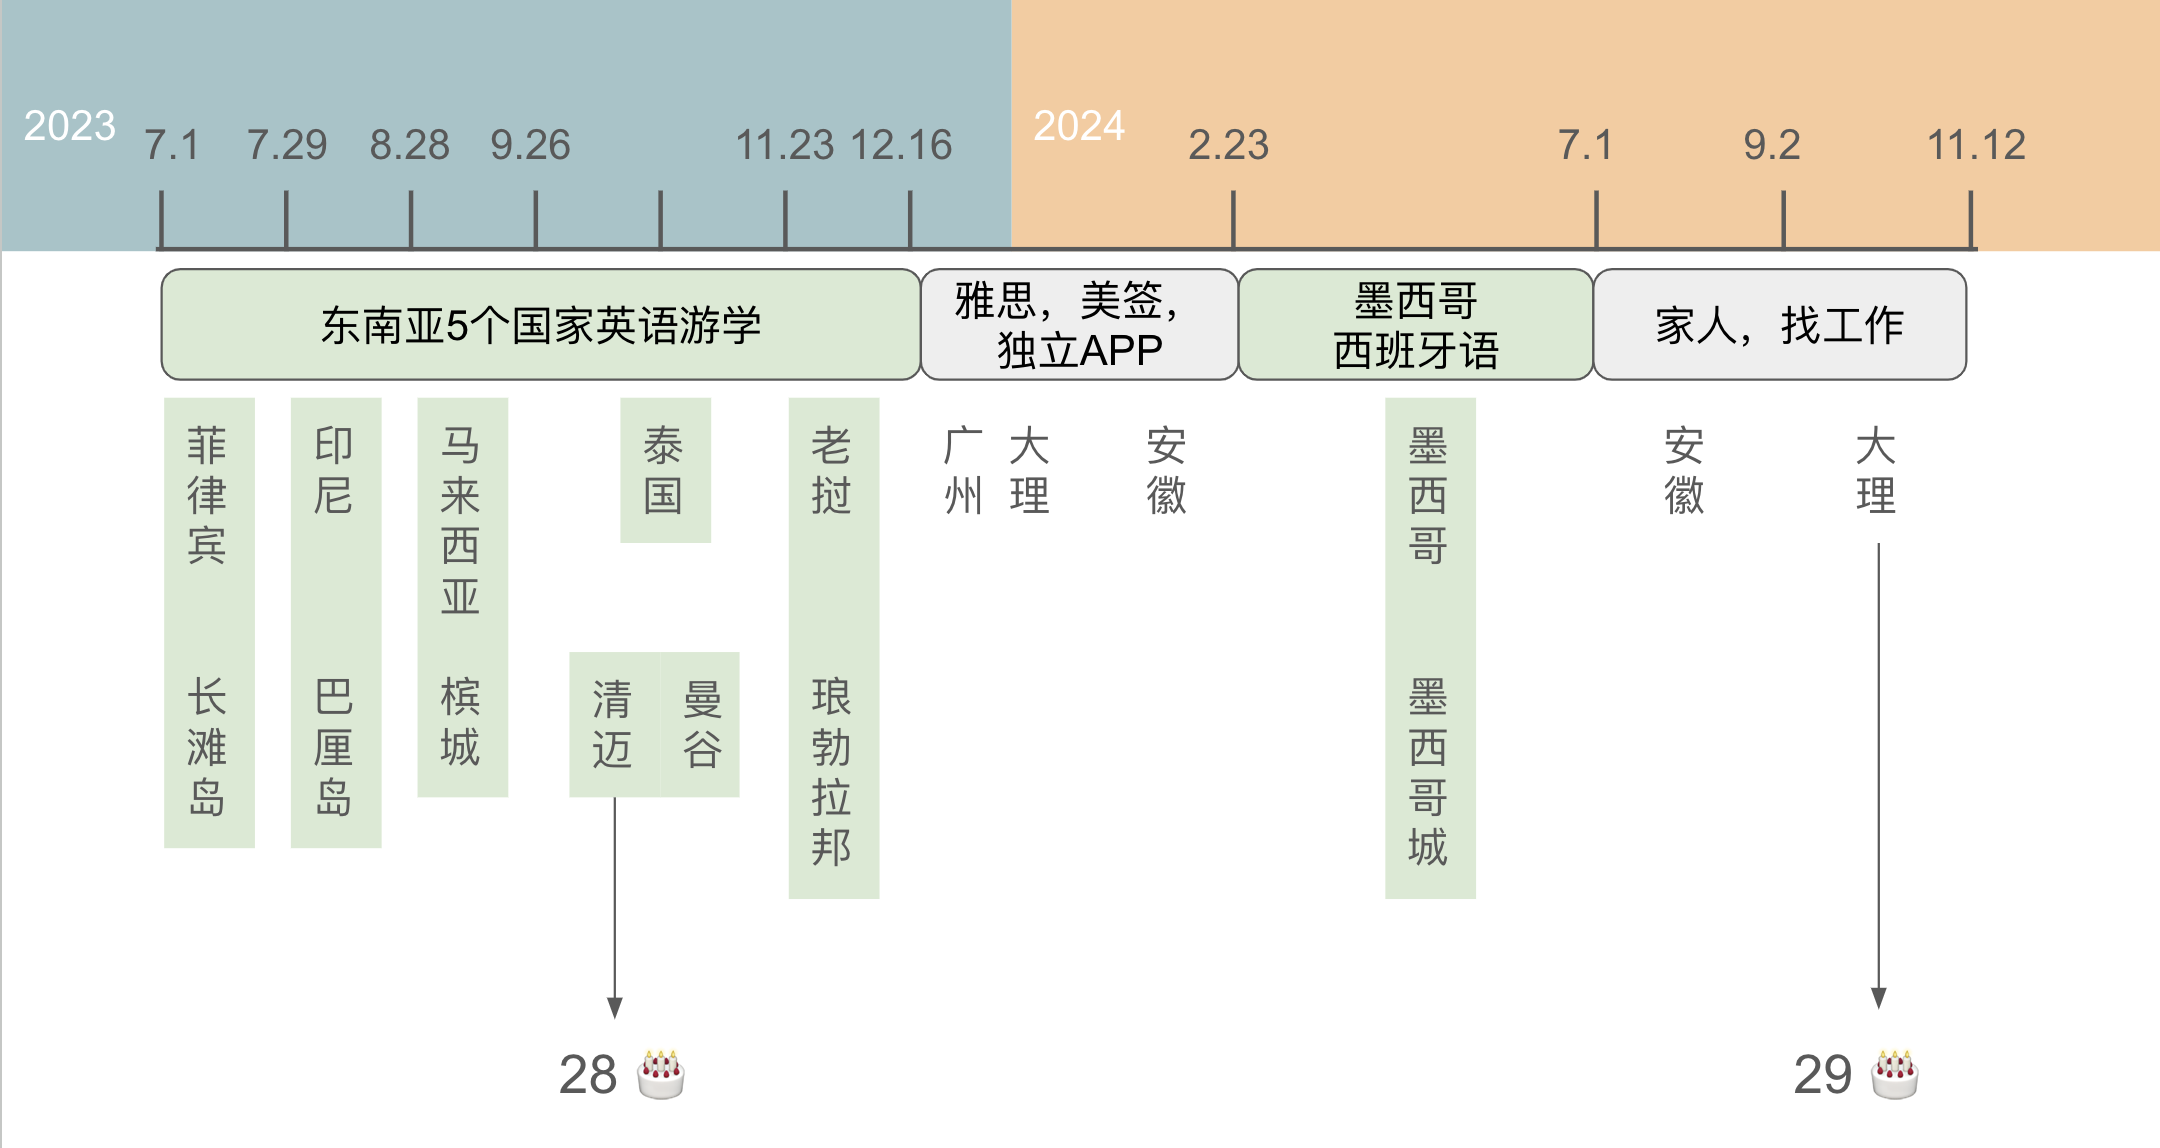 2023
7.1
7.29
8.28
9.26
11.23
12.16
2024
2.23
7.1
9.2
11.12
东南亚5个国家英语游学
雅思，美签，
独立APP
墨西哥
西班牙语
家人，找工作
菲律宾
长滩岛
印尼
巴厘岛
马来西亚
槟城
泰国
清迈
曼谷
老挝
琅勃拉邦
广州
大理
安徽
墨西哥
墨西哥城
安徽
大理
28
29